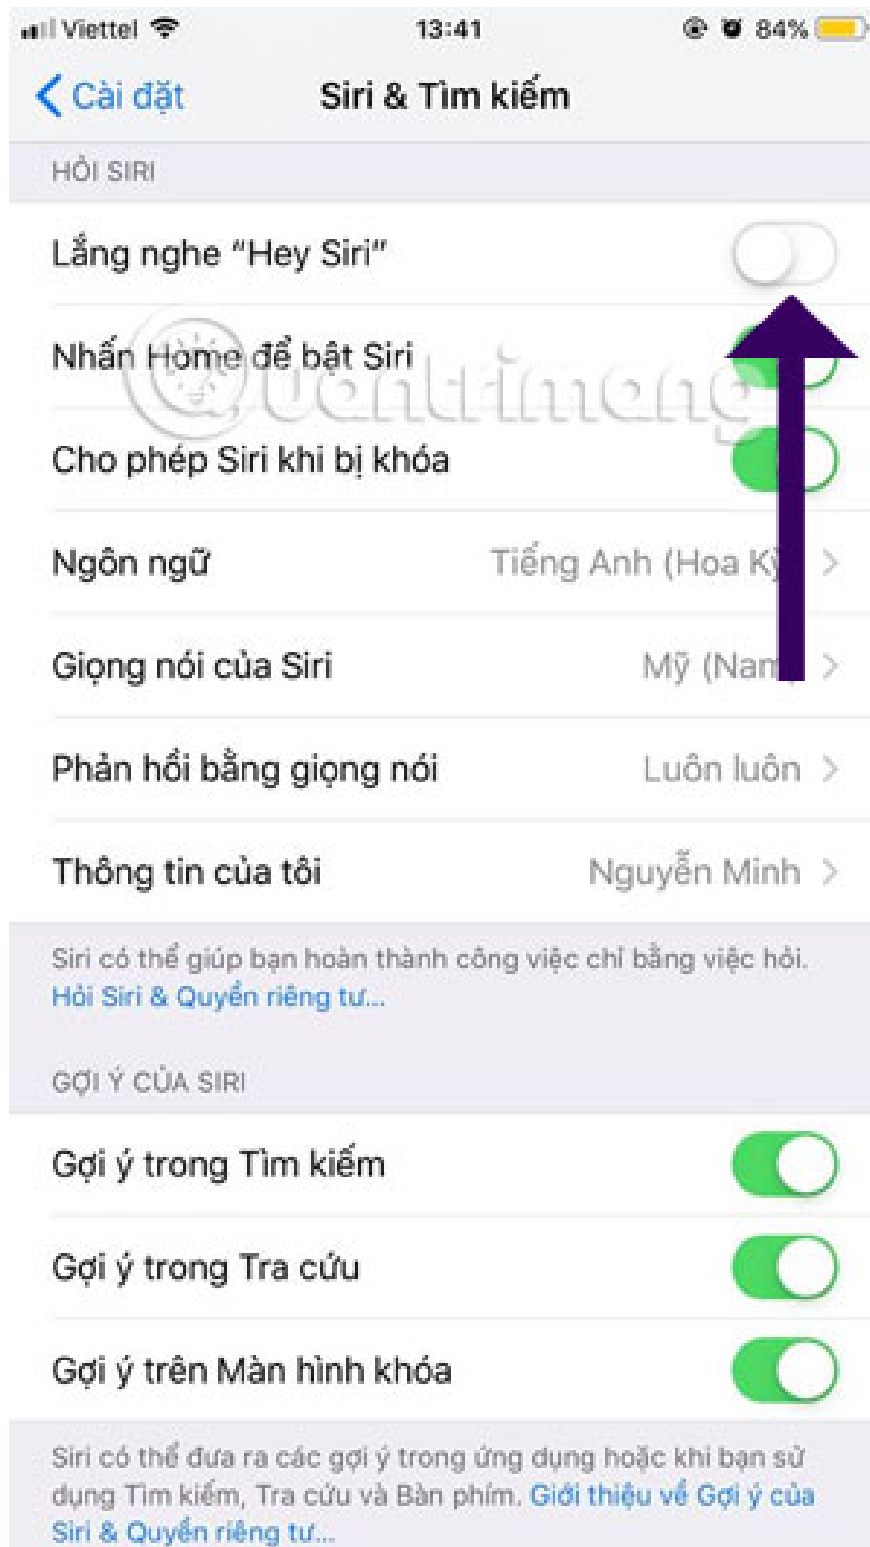 Viettel 13:41 84%
Cài đặt Siri & Tìm kiếm
HỎI SIRI
Lắng nghe “Hey Siri”
Nhấn Home để bật Siri
Quantrimang
Cho phép Siri khi bị khóa
Ngôn ngữ Tiếng Anh (Hoa Kỳ
Giọng nói của Siri Mỹ (Nam)
Phản hồi bằng giọng nói Luôn luôn
Thông tin của tôi Nguyễn Minh
Siri có thể giúp bạn hoàn thành công việc chỉ bằng việc hỏi.
Hỏi Siri & Quyền riêng tư...
GỢI Ý CỦA SIRI
Gợi ý trong Tìm kiếm
Gợi ý trong Tra cứu
Gợi ý trên Màn hình khóa
Siri có thể đưa ra các gợi ý trong ứng dụng hoặc khi bạn sử
dụng Tìm kiếm, Tra cứu và Bàn phím. Giới thiệu về Gợi ý của
Siri & Quyền riêng tư...